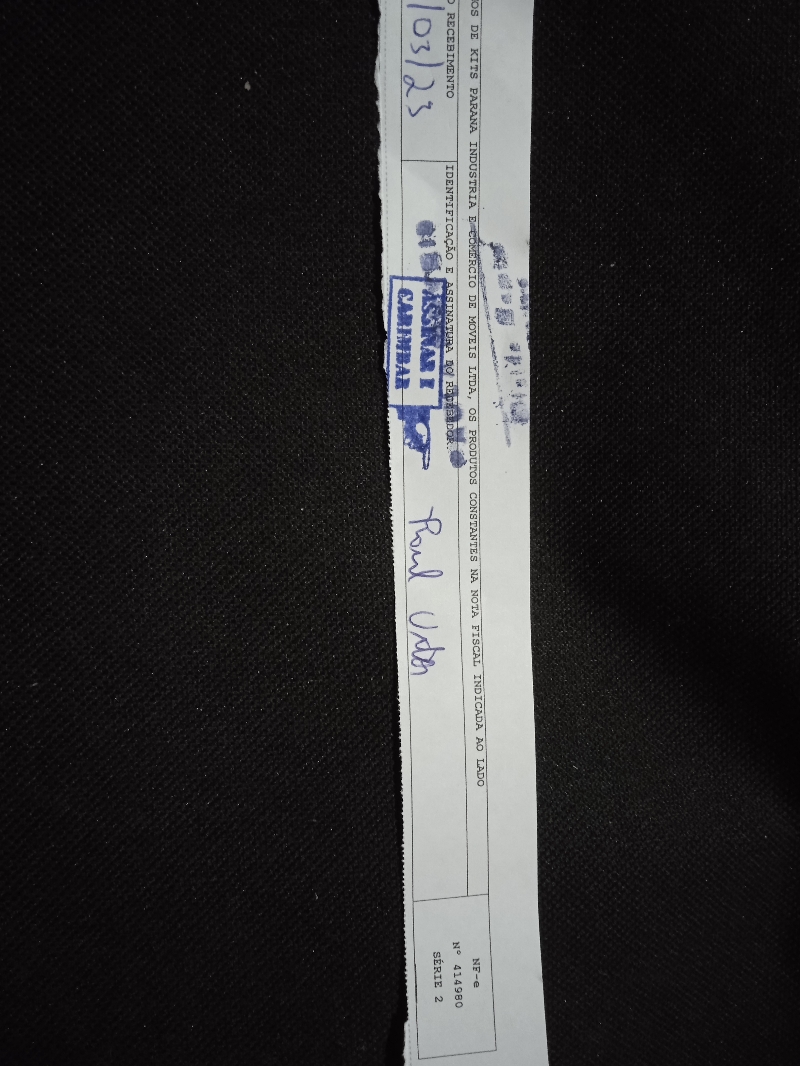 OS DE KITS PARANA INDUSTRIA E COMERCIO DE MOVEIS LTDA, OS PRODUTOS CONSTANTES NA NOTA FISCAL INDICADA AO LADO
O RECEBIMENTO
/03/23
IDENTIFICAÇÃO E ASSINATURA DO RECEBEDOR.
ASSINAR E
CARIMBAR
NF-e
Nº 414980
SÉRIE 2